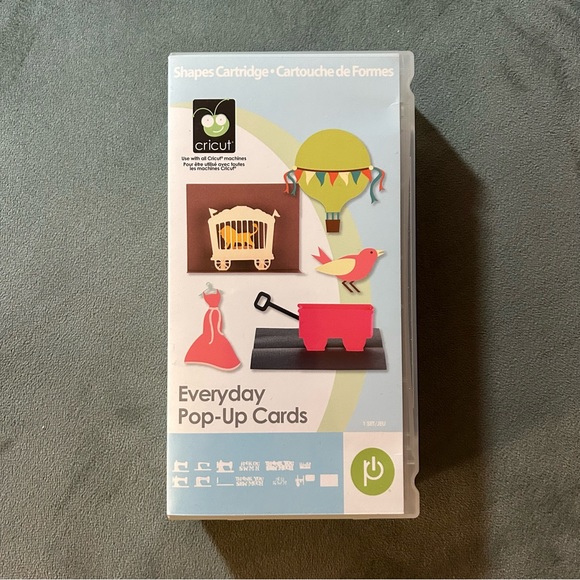 Shapes Cartridge • Cartouche de Formes
cricut
Use with all Cricut® machines
Pour être utilisé avec toutes
les machines Cricut®
Everyday
Pop-Up Cards